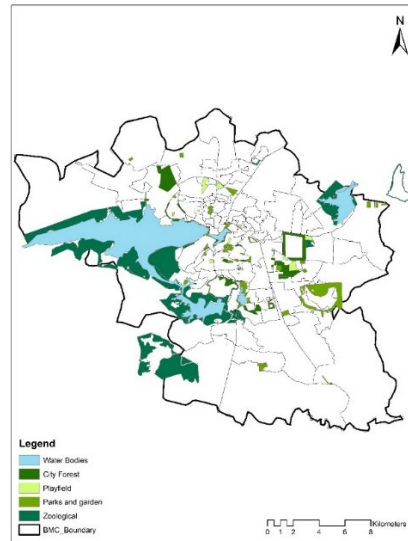 N
Legend
Water Bodies
City Forest
Playfield
Parks and garden
Zoological
BMC_Boundary
Kilometers
0 1 2 4 6 8